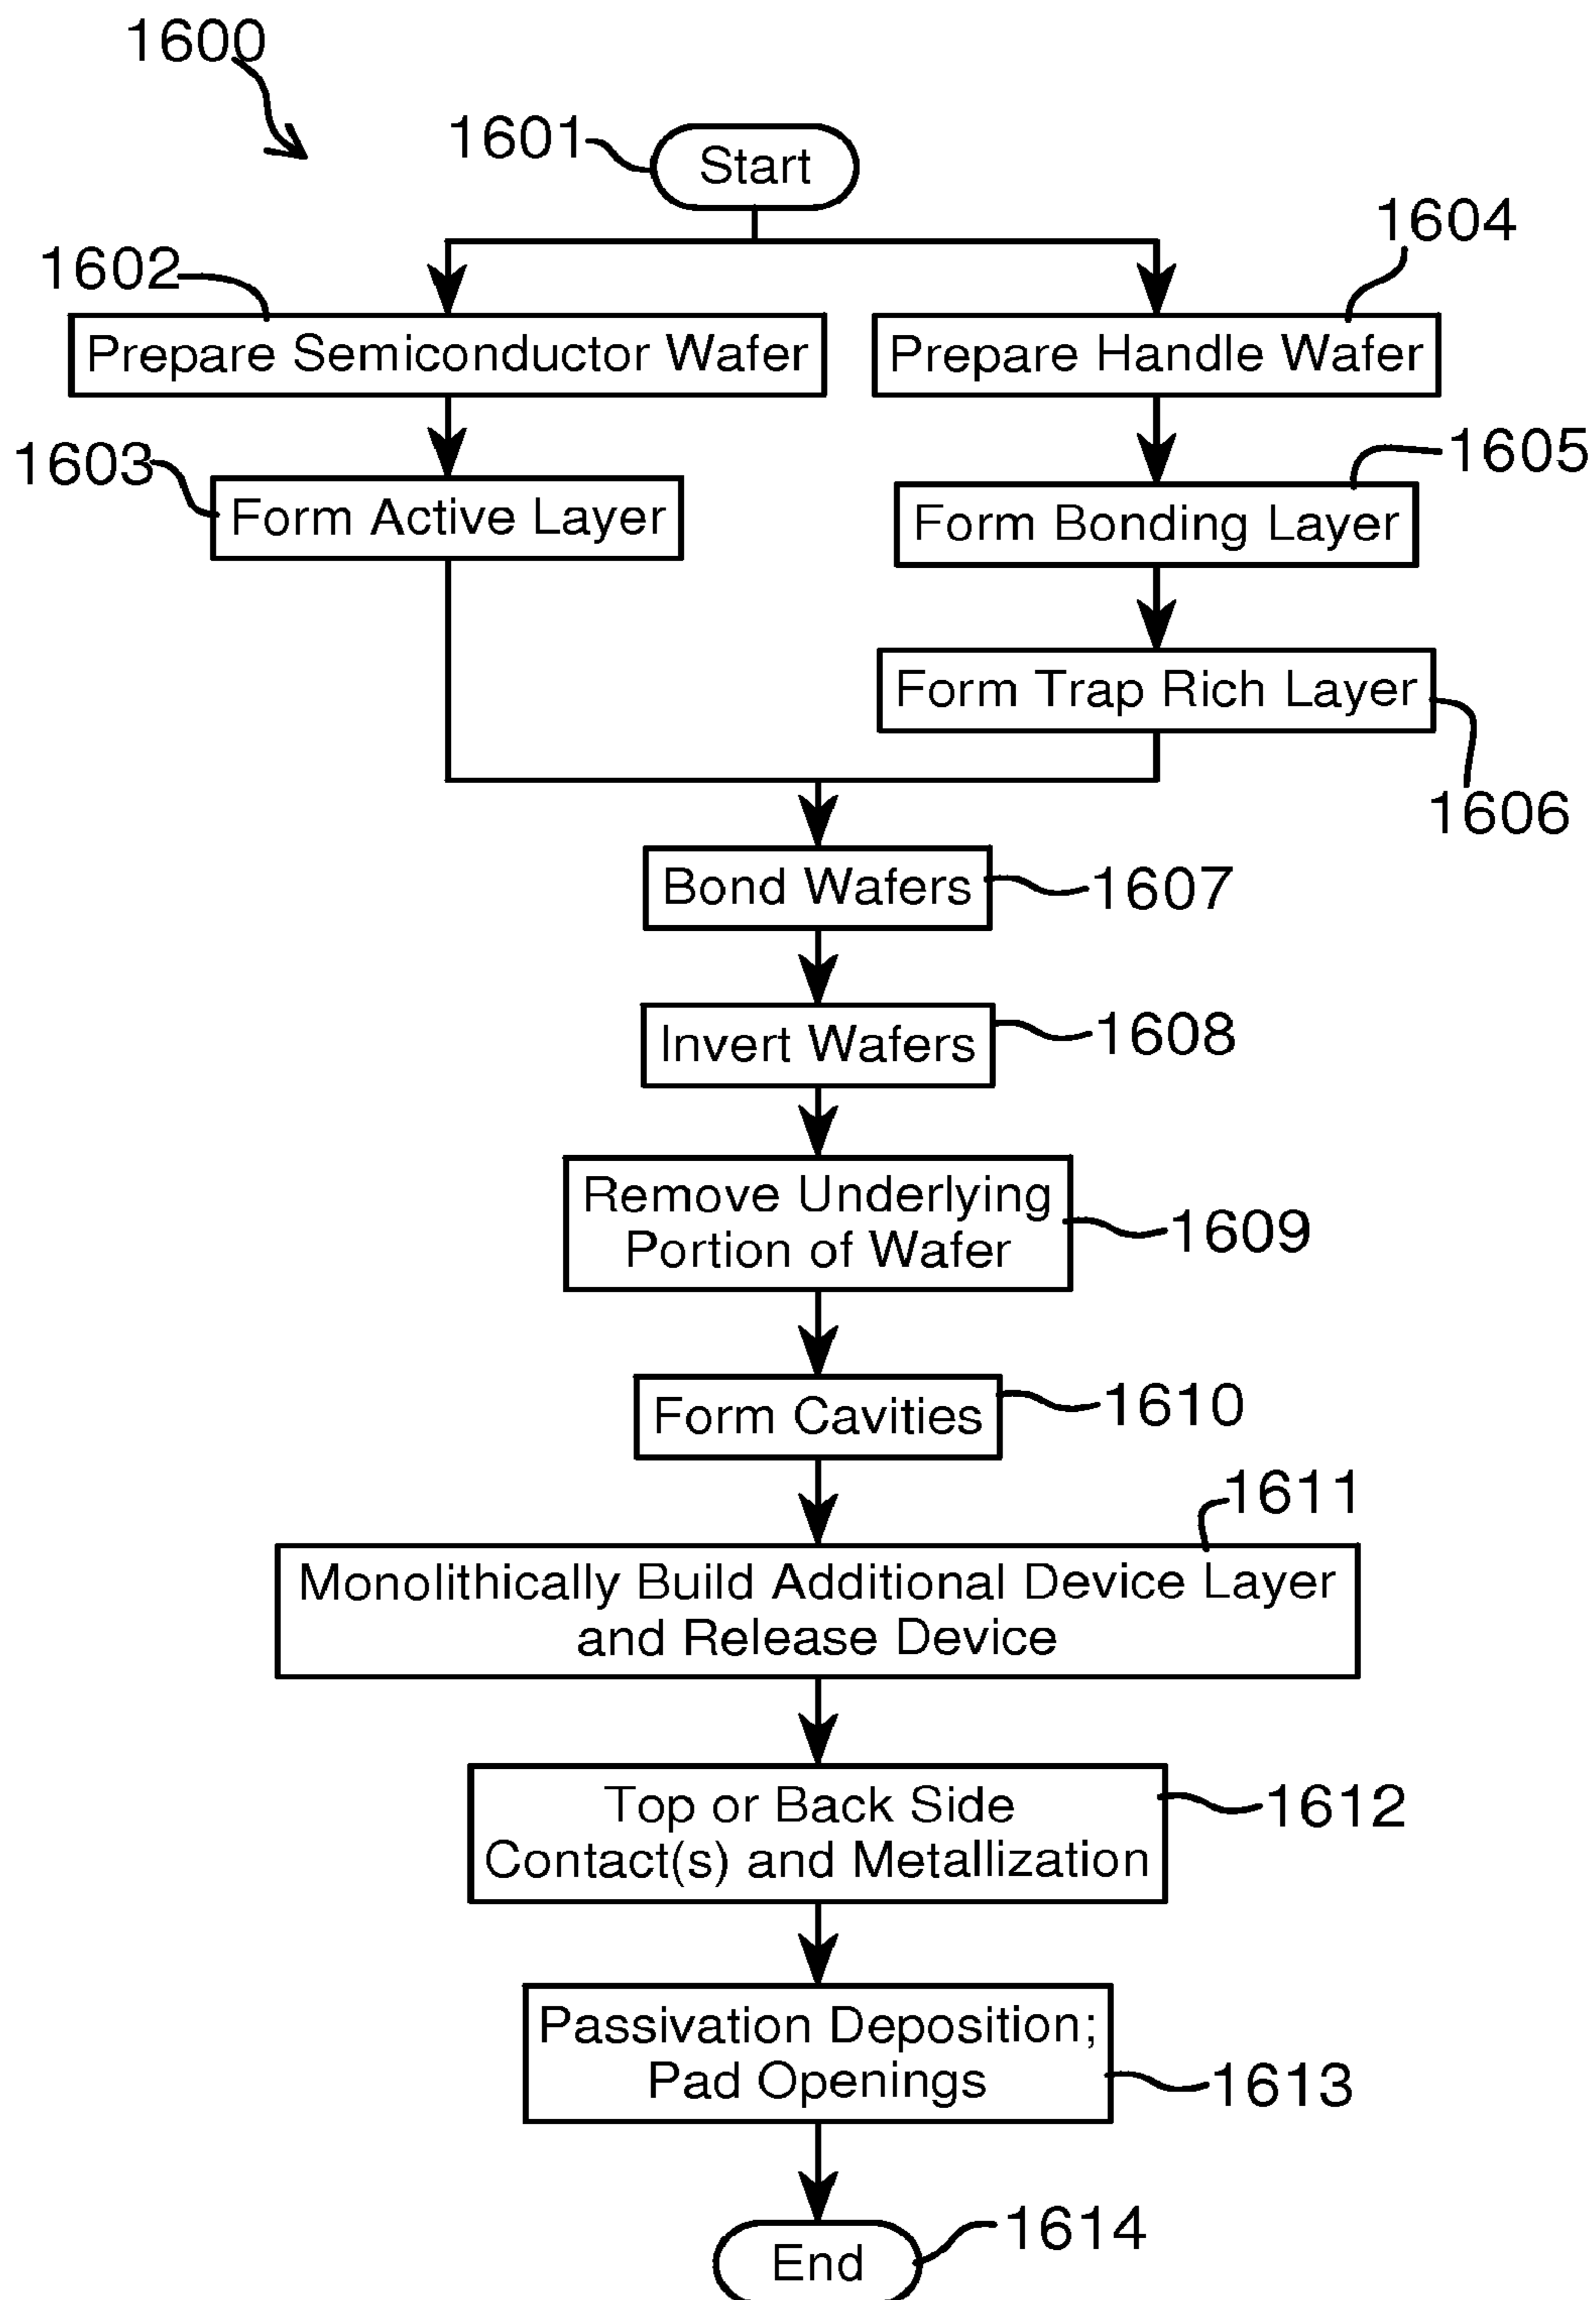 1600
1601
Start
1604
1602
Prepare Semiconductor Wafer
Prepare Handle Wafer
1603
1605
Form Active Layer
Form Bonding Layer
Form Trap Rich Layer
1606
Bond Wafers
1607
Invert Wafers
1608
Remove Underlying
Portion of Wafer
1609
Form Cavities
1610
1611
Monolithically Build Additional Device Layer
and Release Device
Top or Back Side
Contact(s) and Metallization
1612
Passivation Deposition;
Pad Openings
1613
1614
End